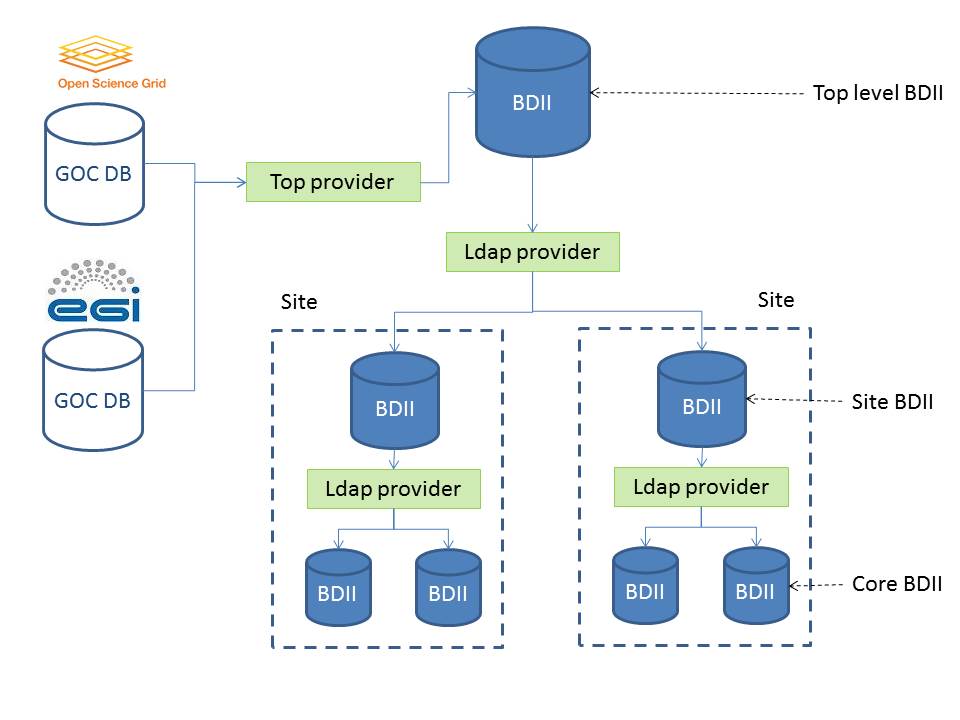 Open Science Grid
GOC DB
Top provider
BDII
Top level BDII
Ldap provider
egi
GOC DB
Site
Site
BDII
BDII
Site BDII
Ldap provider
Ldap provider
BDII
BDII
BDII
BDII
Core BDII